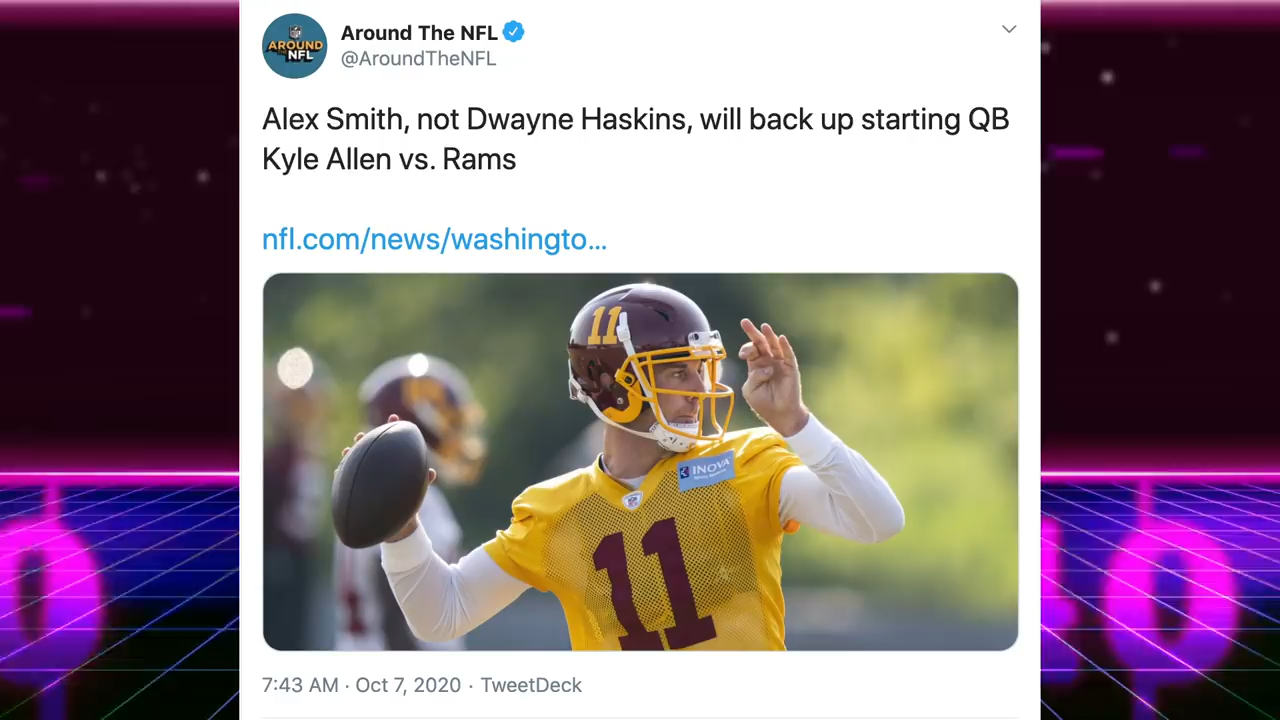 Around The NFL
@AroundTheNFL
AROUND
NFL
Alex Smith, not Dwayne Haskins, will back up starting QB
Kyle Allen vs. Rams
nfl.com/news/washingto...
11
INOVA
11
7:43 AM · Oct 7, 2020 · TweetDeck